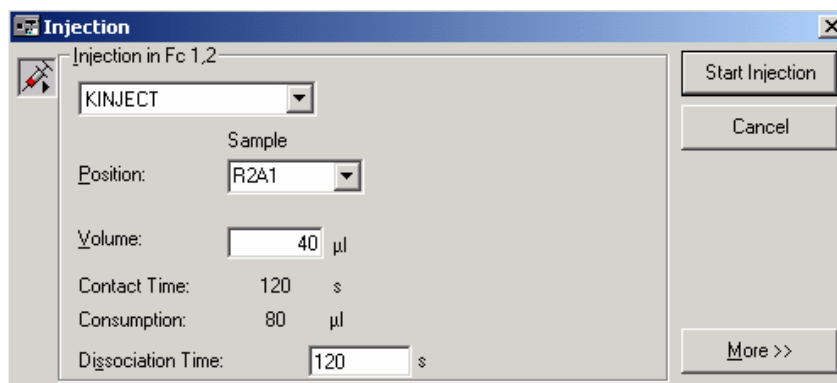 Injection
Injection in Fc 1,2
Start Injection
KINJECT
Cancel
Sample
Position: R2A1
Volume: 40 µl
Contact Time: 120 s
Consumption: 80 µl
More >>
Dissociation Time: 120 s